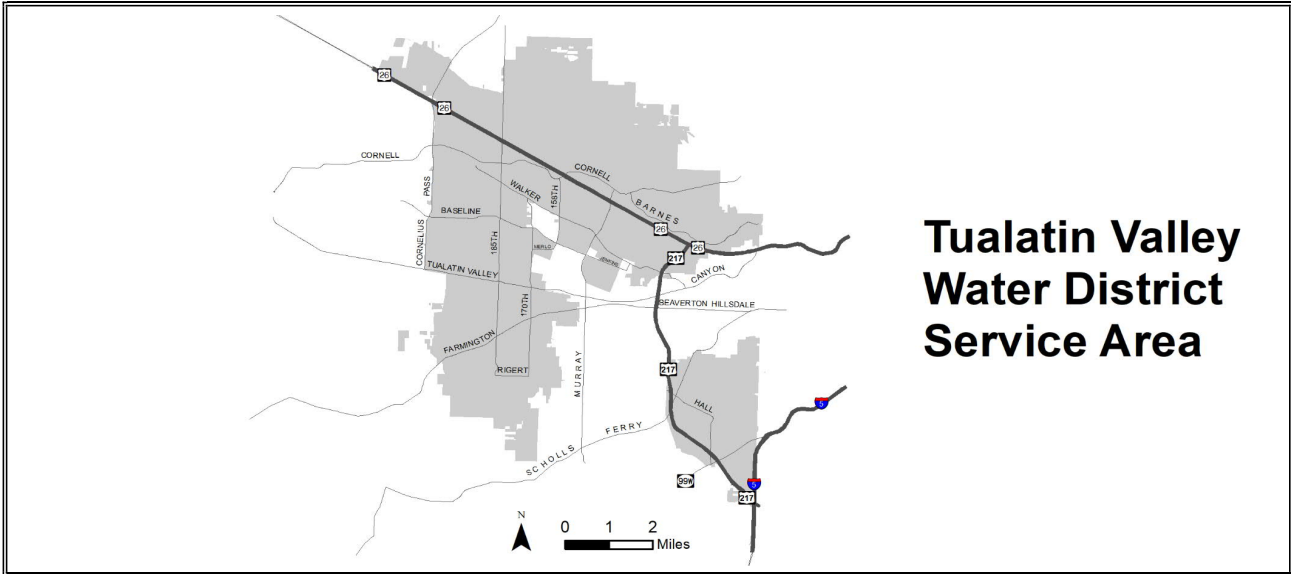 26
26
CORNELL
CORNELL
PASS
WALKER
158TH
BARNES
BASELINE
CORNELIUS
185TH
MERLO
26
26
217
CANYON
TUALATIN VALLEY
170TH
BEAVERTON HILLSDALE
FARMINGTON
RIGERT
MURRAY
217
HALL
5
FERRY
SCHOLLS
99W
5
217
N
0 1 2
Miles
Tualatin Valley
Water District
Service Area